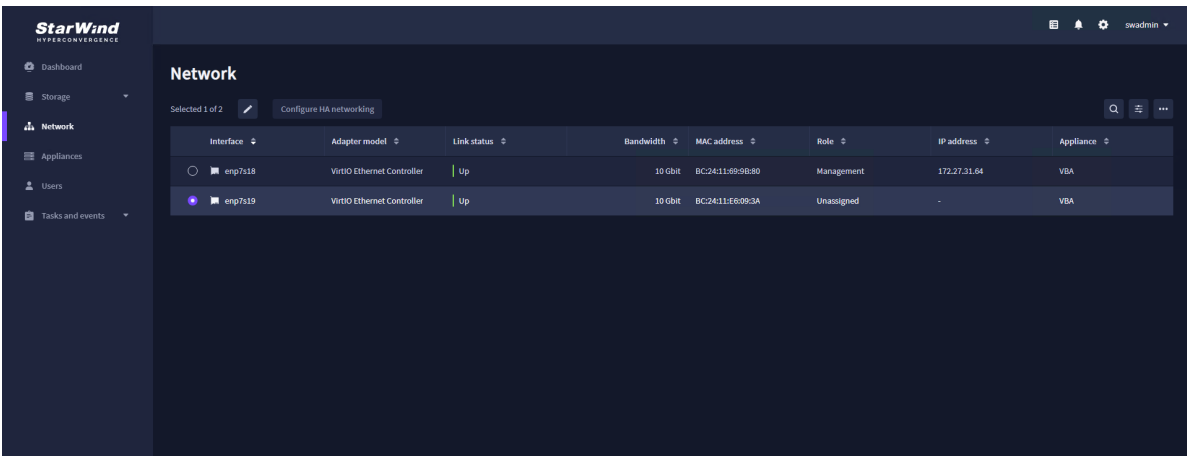 StarWind
HYPERCONVERGENCE
swadmin
Dashboard
Storage
Network
Appliances
Users
Tasks and events
Network
Selected 1 of 2 Configure HA networking
Interface Adapter model Link status Bandwidth MAC address Role IP address Appliance
enp7s18 VirtIO Ethernet Controller Up 10 Gbit BC:24:11:69:9B:80 Management 172.27.31.64 VBA
enp7s19 VirtIO Ethernet Controller Up 10 Gbit BC:24:11:E6:09:3A Unassigned - VBA